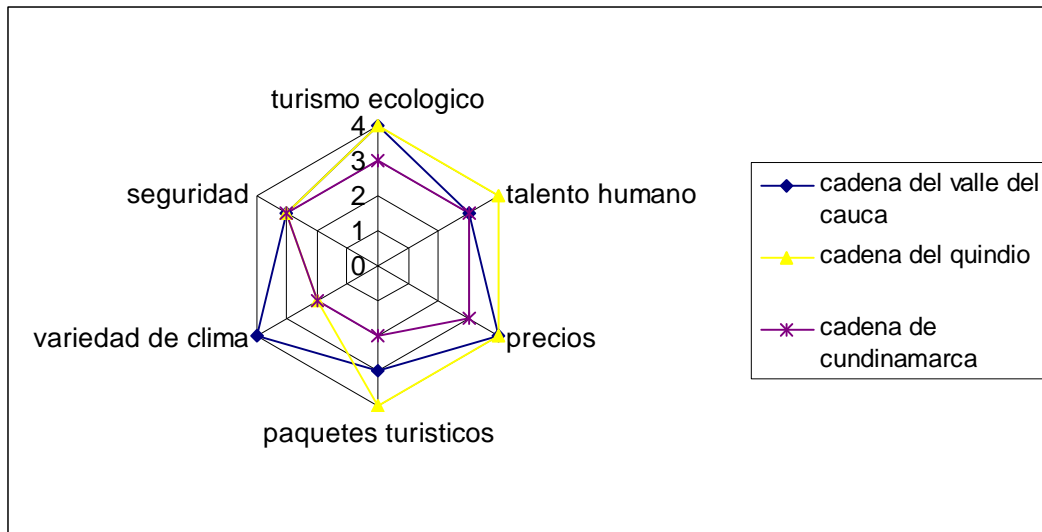 turismo ecologico
4
3
2
1
0
seguridad
talento humano
variedad de clima
precios
paquetes turisticos
cadena del valle del
cauca
cadena del quindio
cadena de
cundinamarca